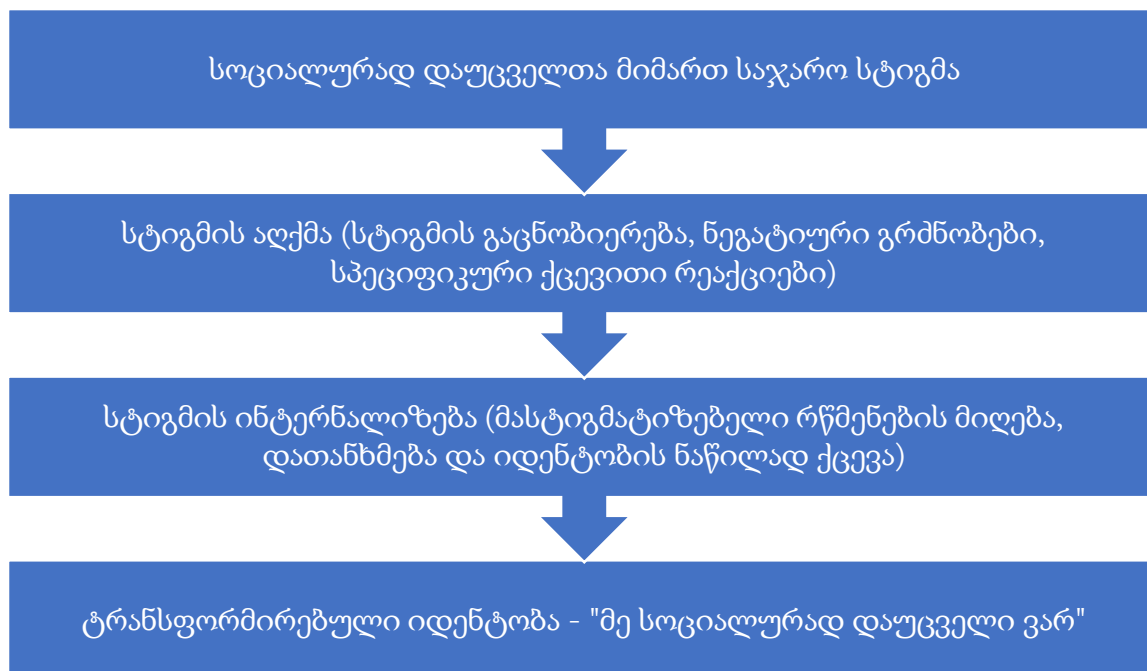 სოციალურად დაუცველთა მიმართ საჯარო სტიგმა
სტიგმის აღქმა (სტიგმის გაცნობიერება, ნეგატიური გრძნობები,
სპეციფიკური ქცევითი რეაქციები)
სტიგმის ინტერნალიზება (მასტიგმატიზებელი რწმენების მიღება,
დათანხმება და იდენტობის ნაწილად ქცევა)
ტრანსფორმირებული იდენტობა - "მე სოციალურად დაუცველი ვარ"